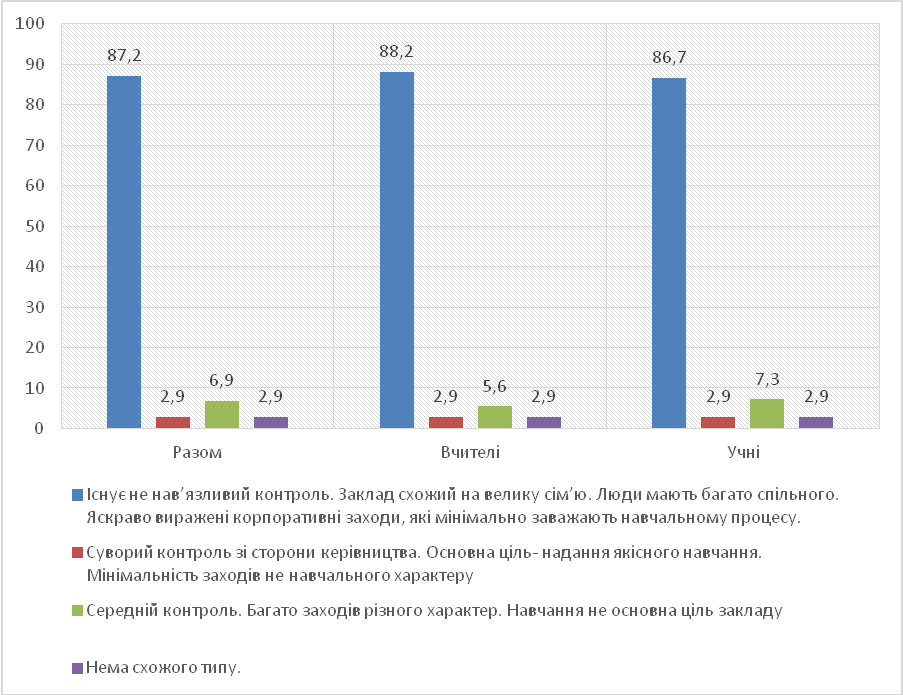 100
90
80
70
60
50
40
30
20
10
0
87,2
2,9
6,9
2,9
88,2
2,9
5,6
2,9
86,7
2,9
7,3
2,9
Разом
Вчителі
Учні
Існує не нав’язливий контроль. Заклад схожий на велику сім’ю. Люди мають багато спільного.
Яскраво виражені корпоративні заходи, які мінімально заважають навчальному процесу.
Суворий контроль зі сторони керівництва. Основна ціль- надання якісного навчання.
Мінімальність заходів не навчального характеру
Середній контроль. Багато заходів різного характер. Навчання не основна ціль закладу
Нема схожого типу.